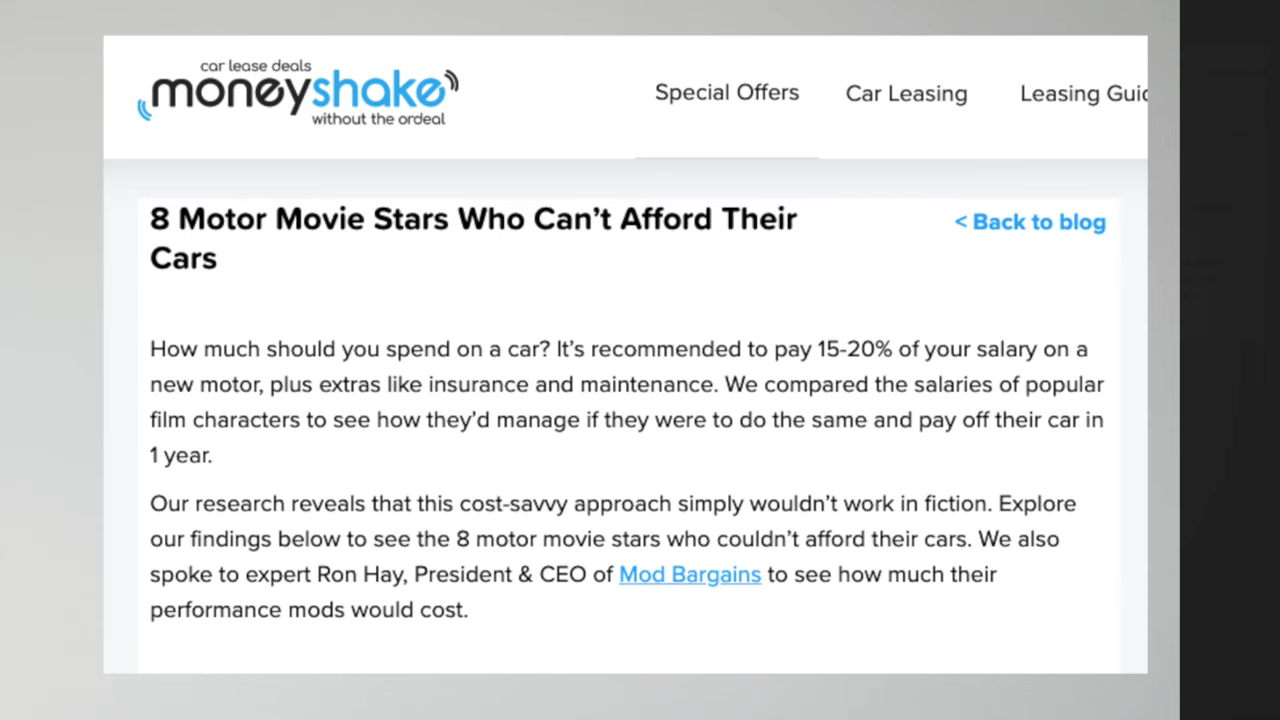 car lease deals
moneyshake
without the ordeal
Special Offers
Car Leasing
Leasing Guid
8 Motor Movie Stars Who Can’t Afford Their
Cars
< Back to blog
How much should you spend on a car? It’s recommended to pay 15-20% of your salary on a
new motor, plus extras like insurance and maintenance. We compared the salaries of popular
film characters to see how they’d manage if they were to do the same and pay off their car in
1 year.
Our research reveals that this cost-savvy approach simply wouldn’t work in fiction. Explore
our findings below to see the 8 motor movie stars who couldn’t afford their cars. We also
spoke to expert Ron Hay, President & CEO of Mod Bargains to see how much their
performance mods would cost.